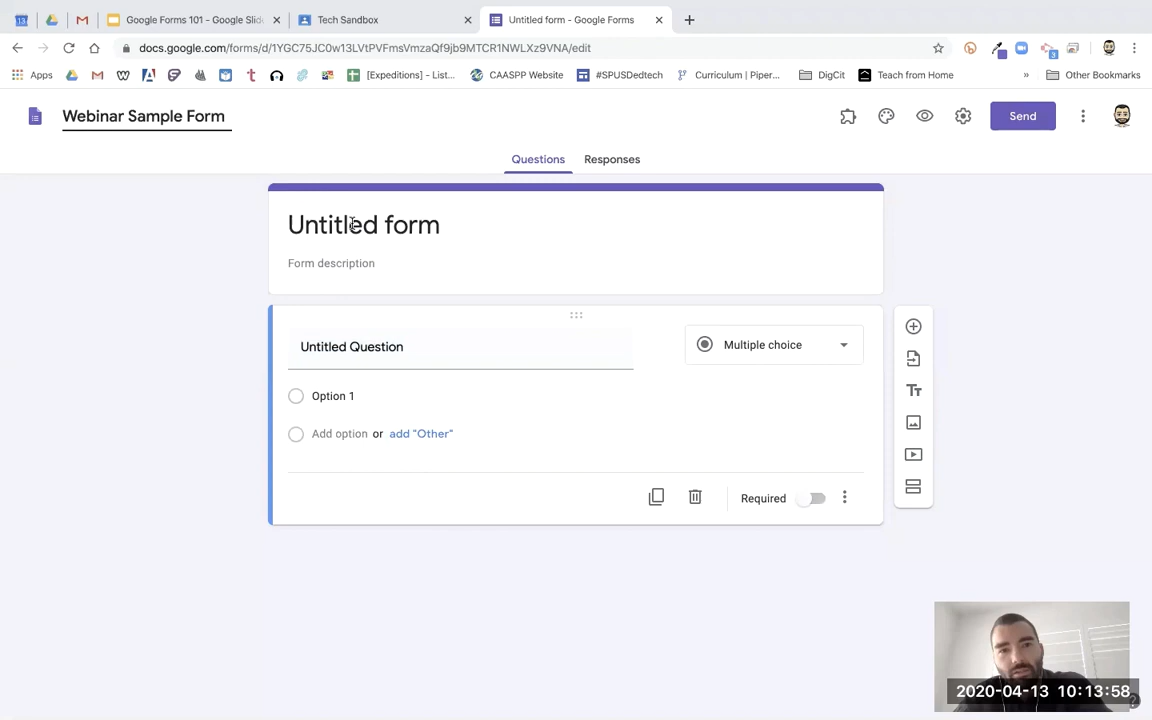 Google Forms 101 - Google Slid
Tech Sandbox
Untitled form - Google Forms
docs.google.com/forms/d/1YGC75JC0w13LVtPVFmsVmzaQf9jb9MTCR1NWLXz9VNA/edit
Apps
[Expeditions] - List...
CAASPP Website
#SPUSDedtech
Curriculum | Piper...
DigCit
Teach from Home
»
Other Bookmarks
Webinar Sample Form
Send
Questions
Responses
Untitled form
Form description
Untitled Question
Multiple choice
Option 1
Add option or add "Other"
Required
2020-04-13 10:13:58